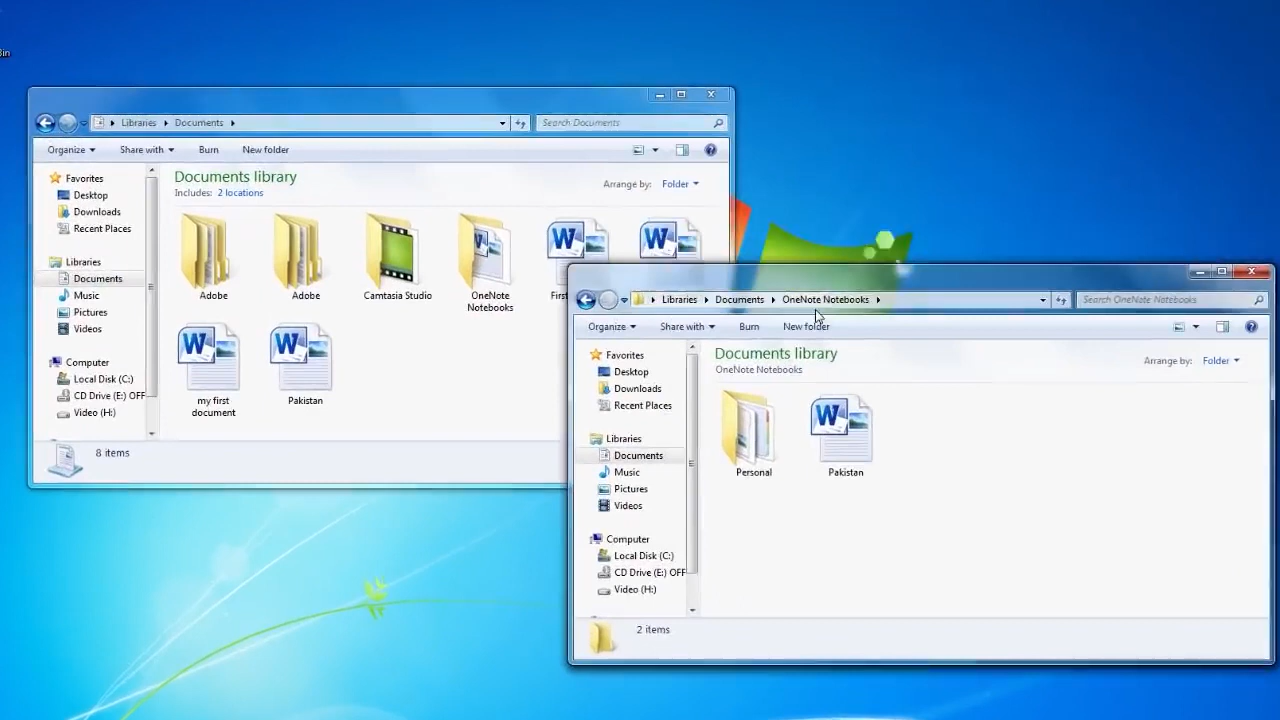 Bin
Libraries
Documents
Search Documents
Organize
Share with
Burn
New folder
Favorites
Desktop
Downloads
Recent Places
Libraries
Documents
Music
Pictures
Videos
Computer
Local Disk (C:)
CD Drive (E:) OFF
Video (H:)
Documents library
Includes: 2 locations
Arrange by: Folder
Adobe
Adobe
Camtasia Studio
OneNote
Notebooks
First
my first
document
Pakistan
8 items
Libraries
Documents
OneNote Notebooks
Search OneNote Notebooks
Organize
Share with
Burn
New folder
Favorites
Desktop
Downloads
Recent Places
Libraries
Documents
Music
Pictures
Videos
Computer
Local Disk (C:)
CD Drive (E:) OFF
Video (H:)
Documents library
OneNote Notebooks
Arrange by: Folder
Personal
Pakistan
2 items